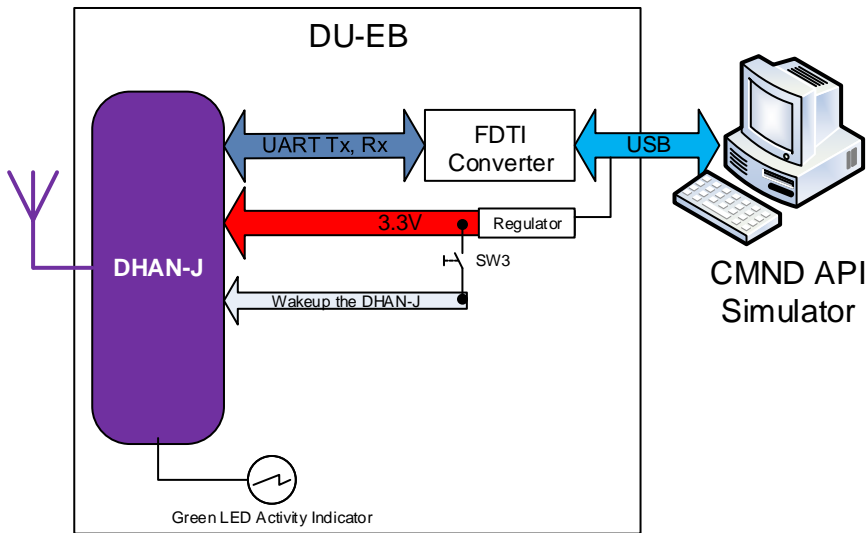 DU-EB
UART Tx, Rx
FDTI
Converter
USB
3.3V
Regulator
SW3
DHAN-J
Wakeup the DHAN-J
CMND API
Simulator
Green LED Activity Indicator